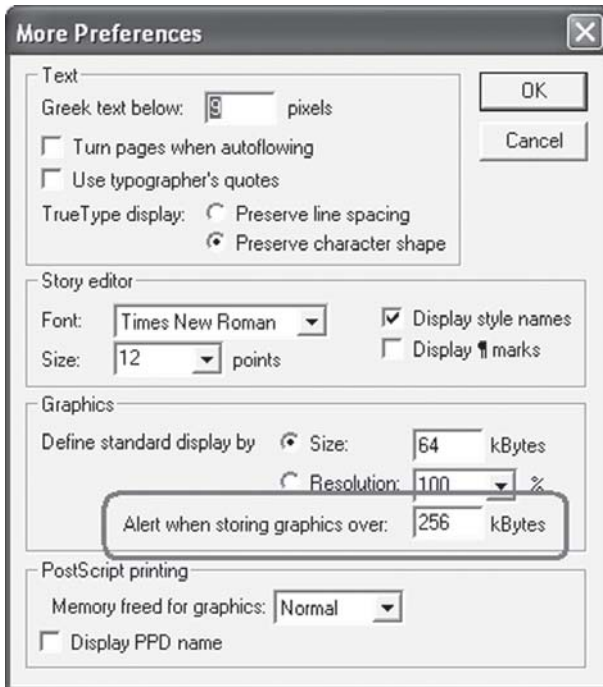 More Preferences
Text
Greek text below: 9 pixels
OK
Turn pages when autoflowing
Cancel
Use typographer's quotes
TrueType display: Preserve line spacing
Preserve character shape
Story editor
Font: Times New Roman
Display style names
Size: 12 points
Display ¶ marks
Graphics
Define standard display by Size: 64 kBytes
Resolution: 100 %
Alert when storing graphics over: 256 kBytes
PostScript printing
Memory freed for graphics: Normal
Display PPD name